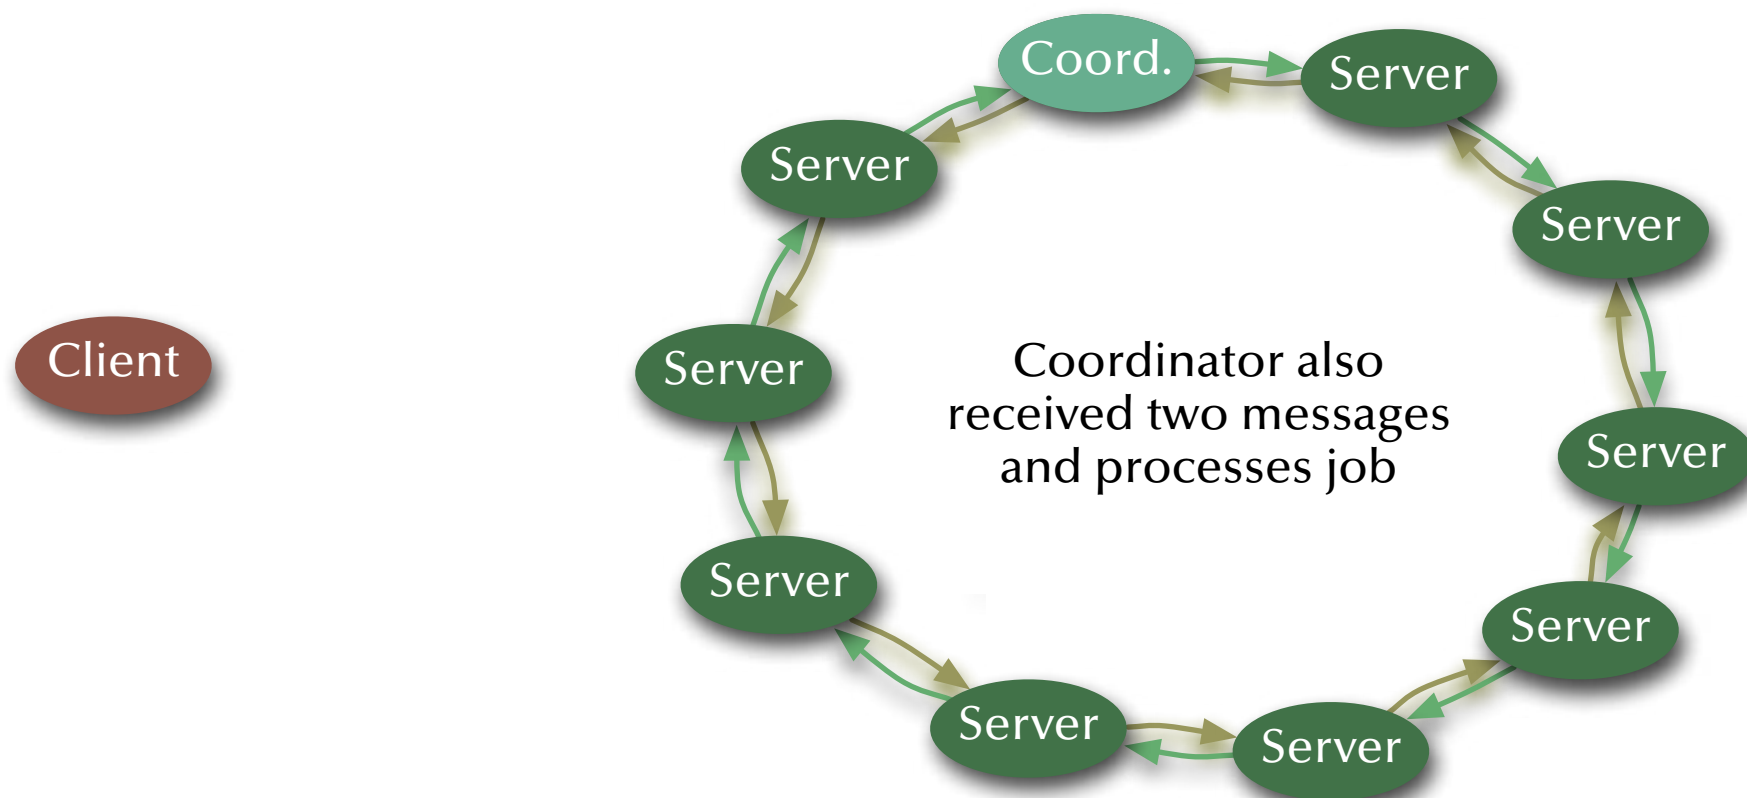 Coord.
Server
Server
Server
Client
Server
Coordinator also
received two messages
and processes job
Server
Server
Server
Server
Server